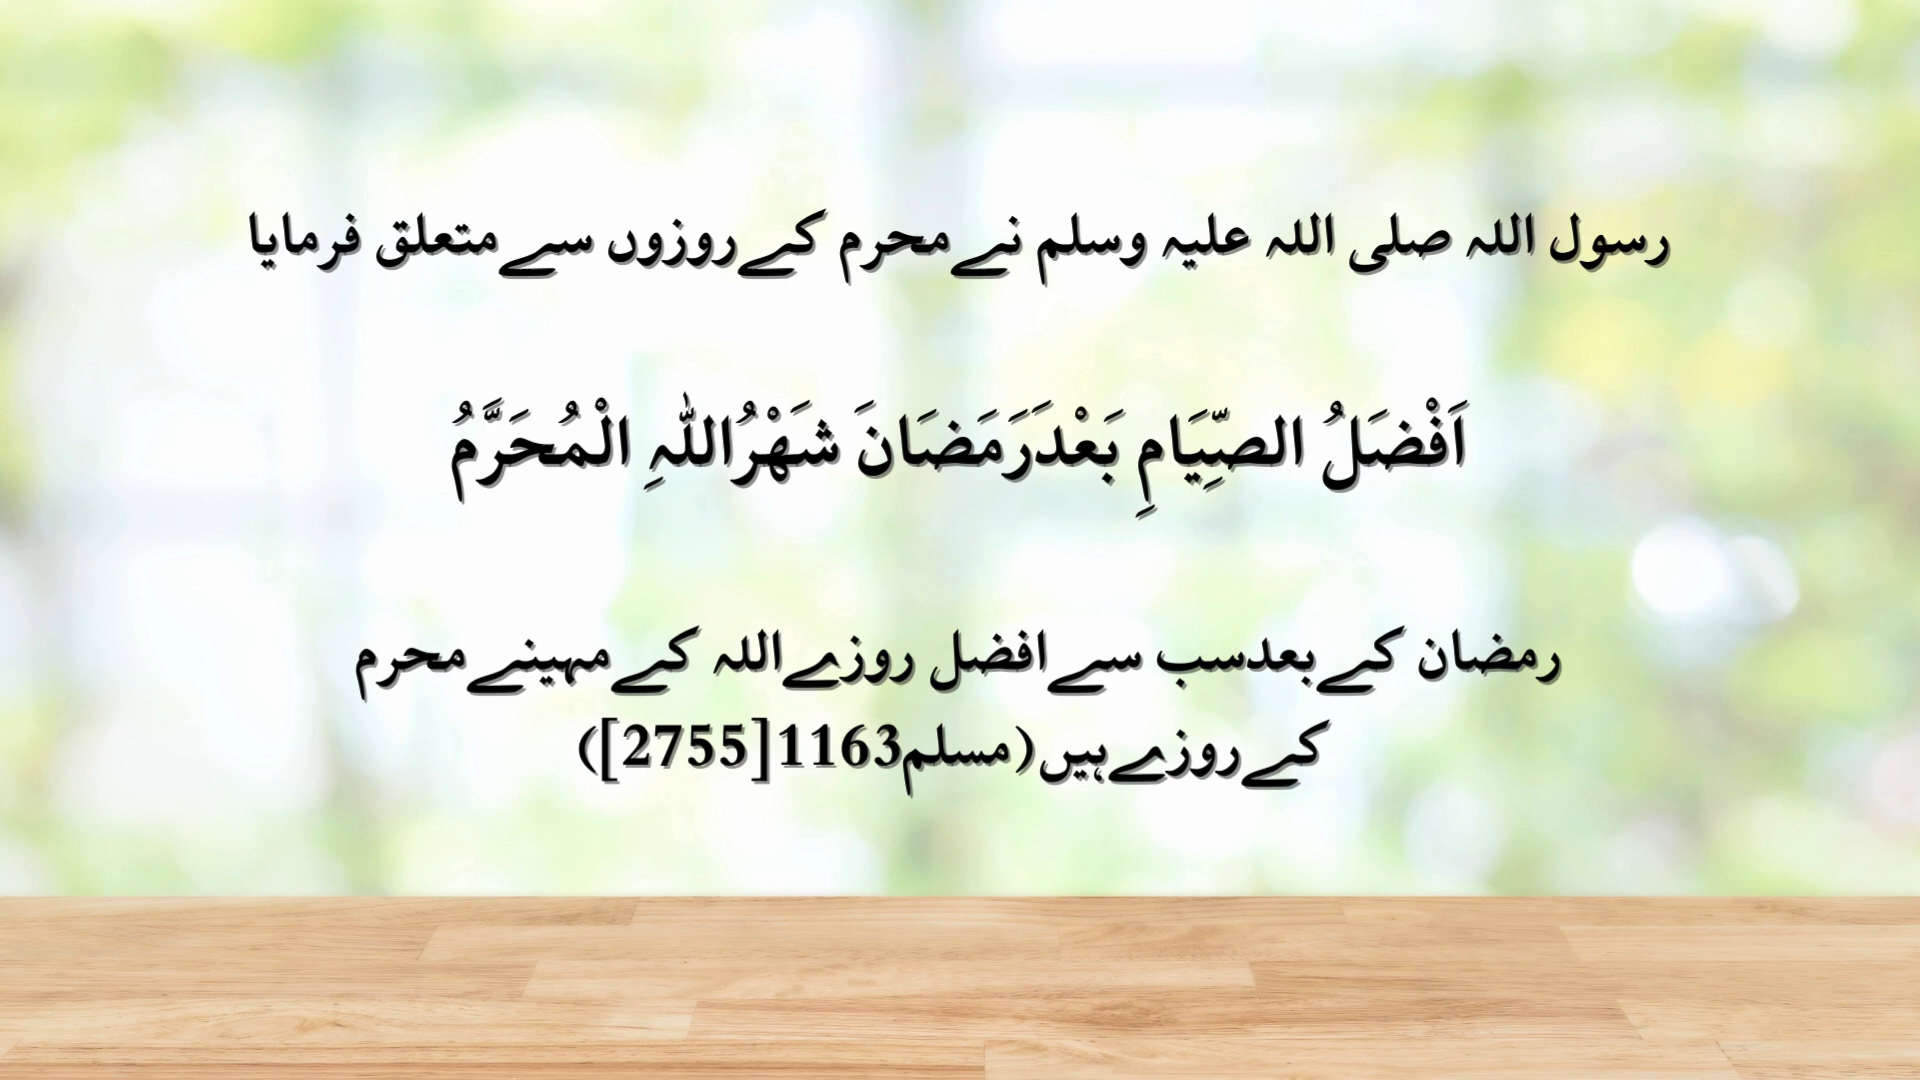 رسول اللہ صلی اللہ علیہ وسلم نے محرم کے روزوں سے متعلق فرمایا
اَفْضَلُ الصِّیَامِ بَعْدَرَمَضَانَ شَھْرُاللّٰہِ الْمُحَرَّمُ
رمضان کے بعدسب سے افضل روزے اللہ کے مہینے محرم
کے روزے ہیں (مسلم1163[2755])